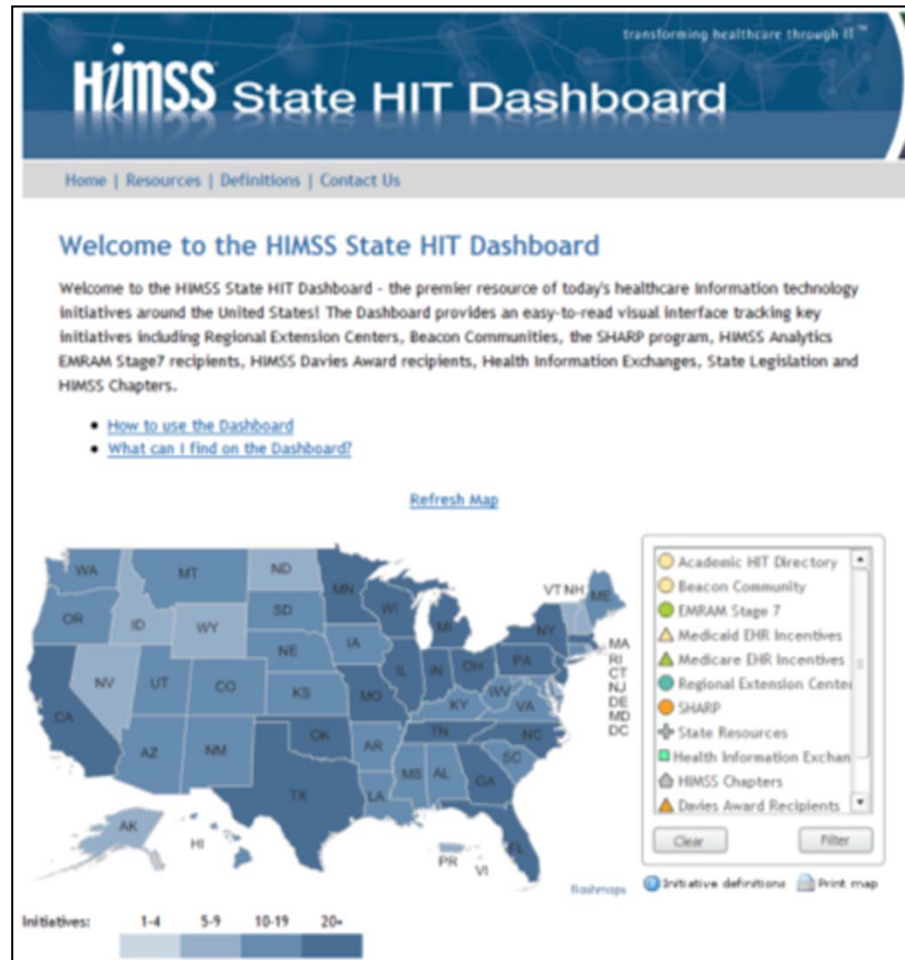 transforming healthcare through IT™
HIMSS State HIT Dashboard
Home | Resources | Definitions | Contact Us
Welcome to the HIMSS State HIT Dashboard
Welcome to the HIMSS State HIT Dashboard - the premier resource of today's healthcare information technology
initiatives around the United States! The Dashboard provides an easy-to-read visual interface tracking key
initiatives including Regional Extension Centers, Beacon Communities, the SHARP program, HIMSS Analytics
EMRAM Stage7 recipients, HIMSS Davies Award recipients, Health Information Exchanges, State Legislation and
HIMSS Chapters.
• How to use the Dashboard
• What can I find on the Dashboard?
Refresh Map
WA
MT
ND
MN
VT NH
ME
OR
ID
WY
SD
WI
MI
NY
NV
UT
CO
NE
IA
IL
IN
OH
PA
MA
RI
CT
NJ
DE
MD
DC
CA
KS
MO
KY
WV
VA
AZ
NM
OK
AR
TN
NC
SC
TX
LA
MS
AL
GA
FL
AK
HI
PR
VI
flashmaps
Academic HIT Directory
Beacon Community
EMRAM Stage 7
Medicaid EHR Incentives
Medicare EHR Incentives
Regional Extension Center
SHARP
State Resources
Health Information Exchan
HIMSS Chapters
Davies Award Recipients
Clear
Filter
Initiative definitions
Print map
Initiatives: 1-4 5-9 10-19 20+